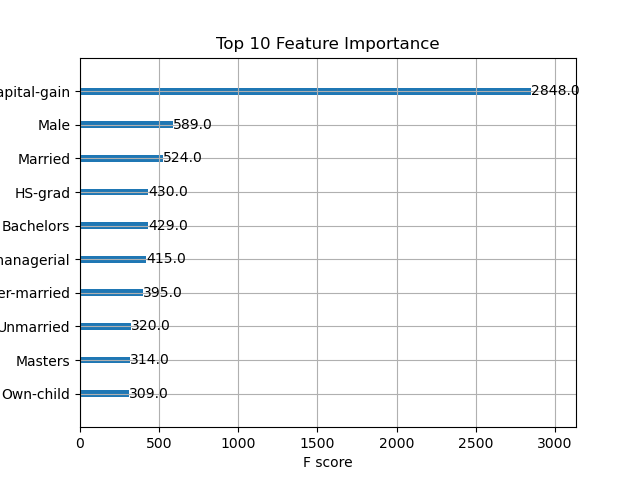 Top 10 Feature Importance
apital-gain 2848.0
Male 589.0
Married 524.0
HS-grad 430.0
Bachelors 429.0
managerial 415.0
er-married 395.0
Unmarried 320.0
Masters 314.0
Own-child 309.0
0 500 1000 1500 2000 2500 3000
F score